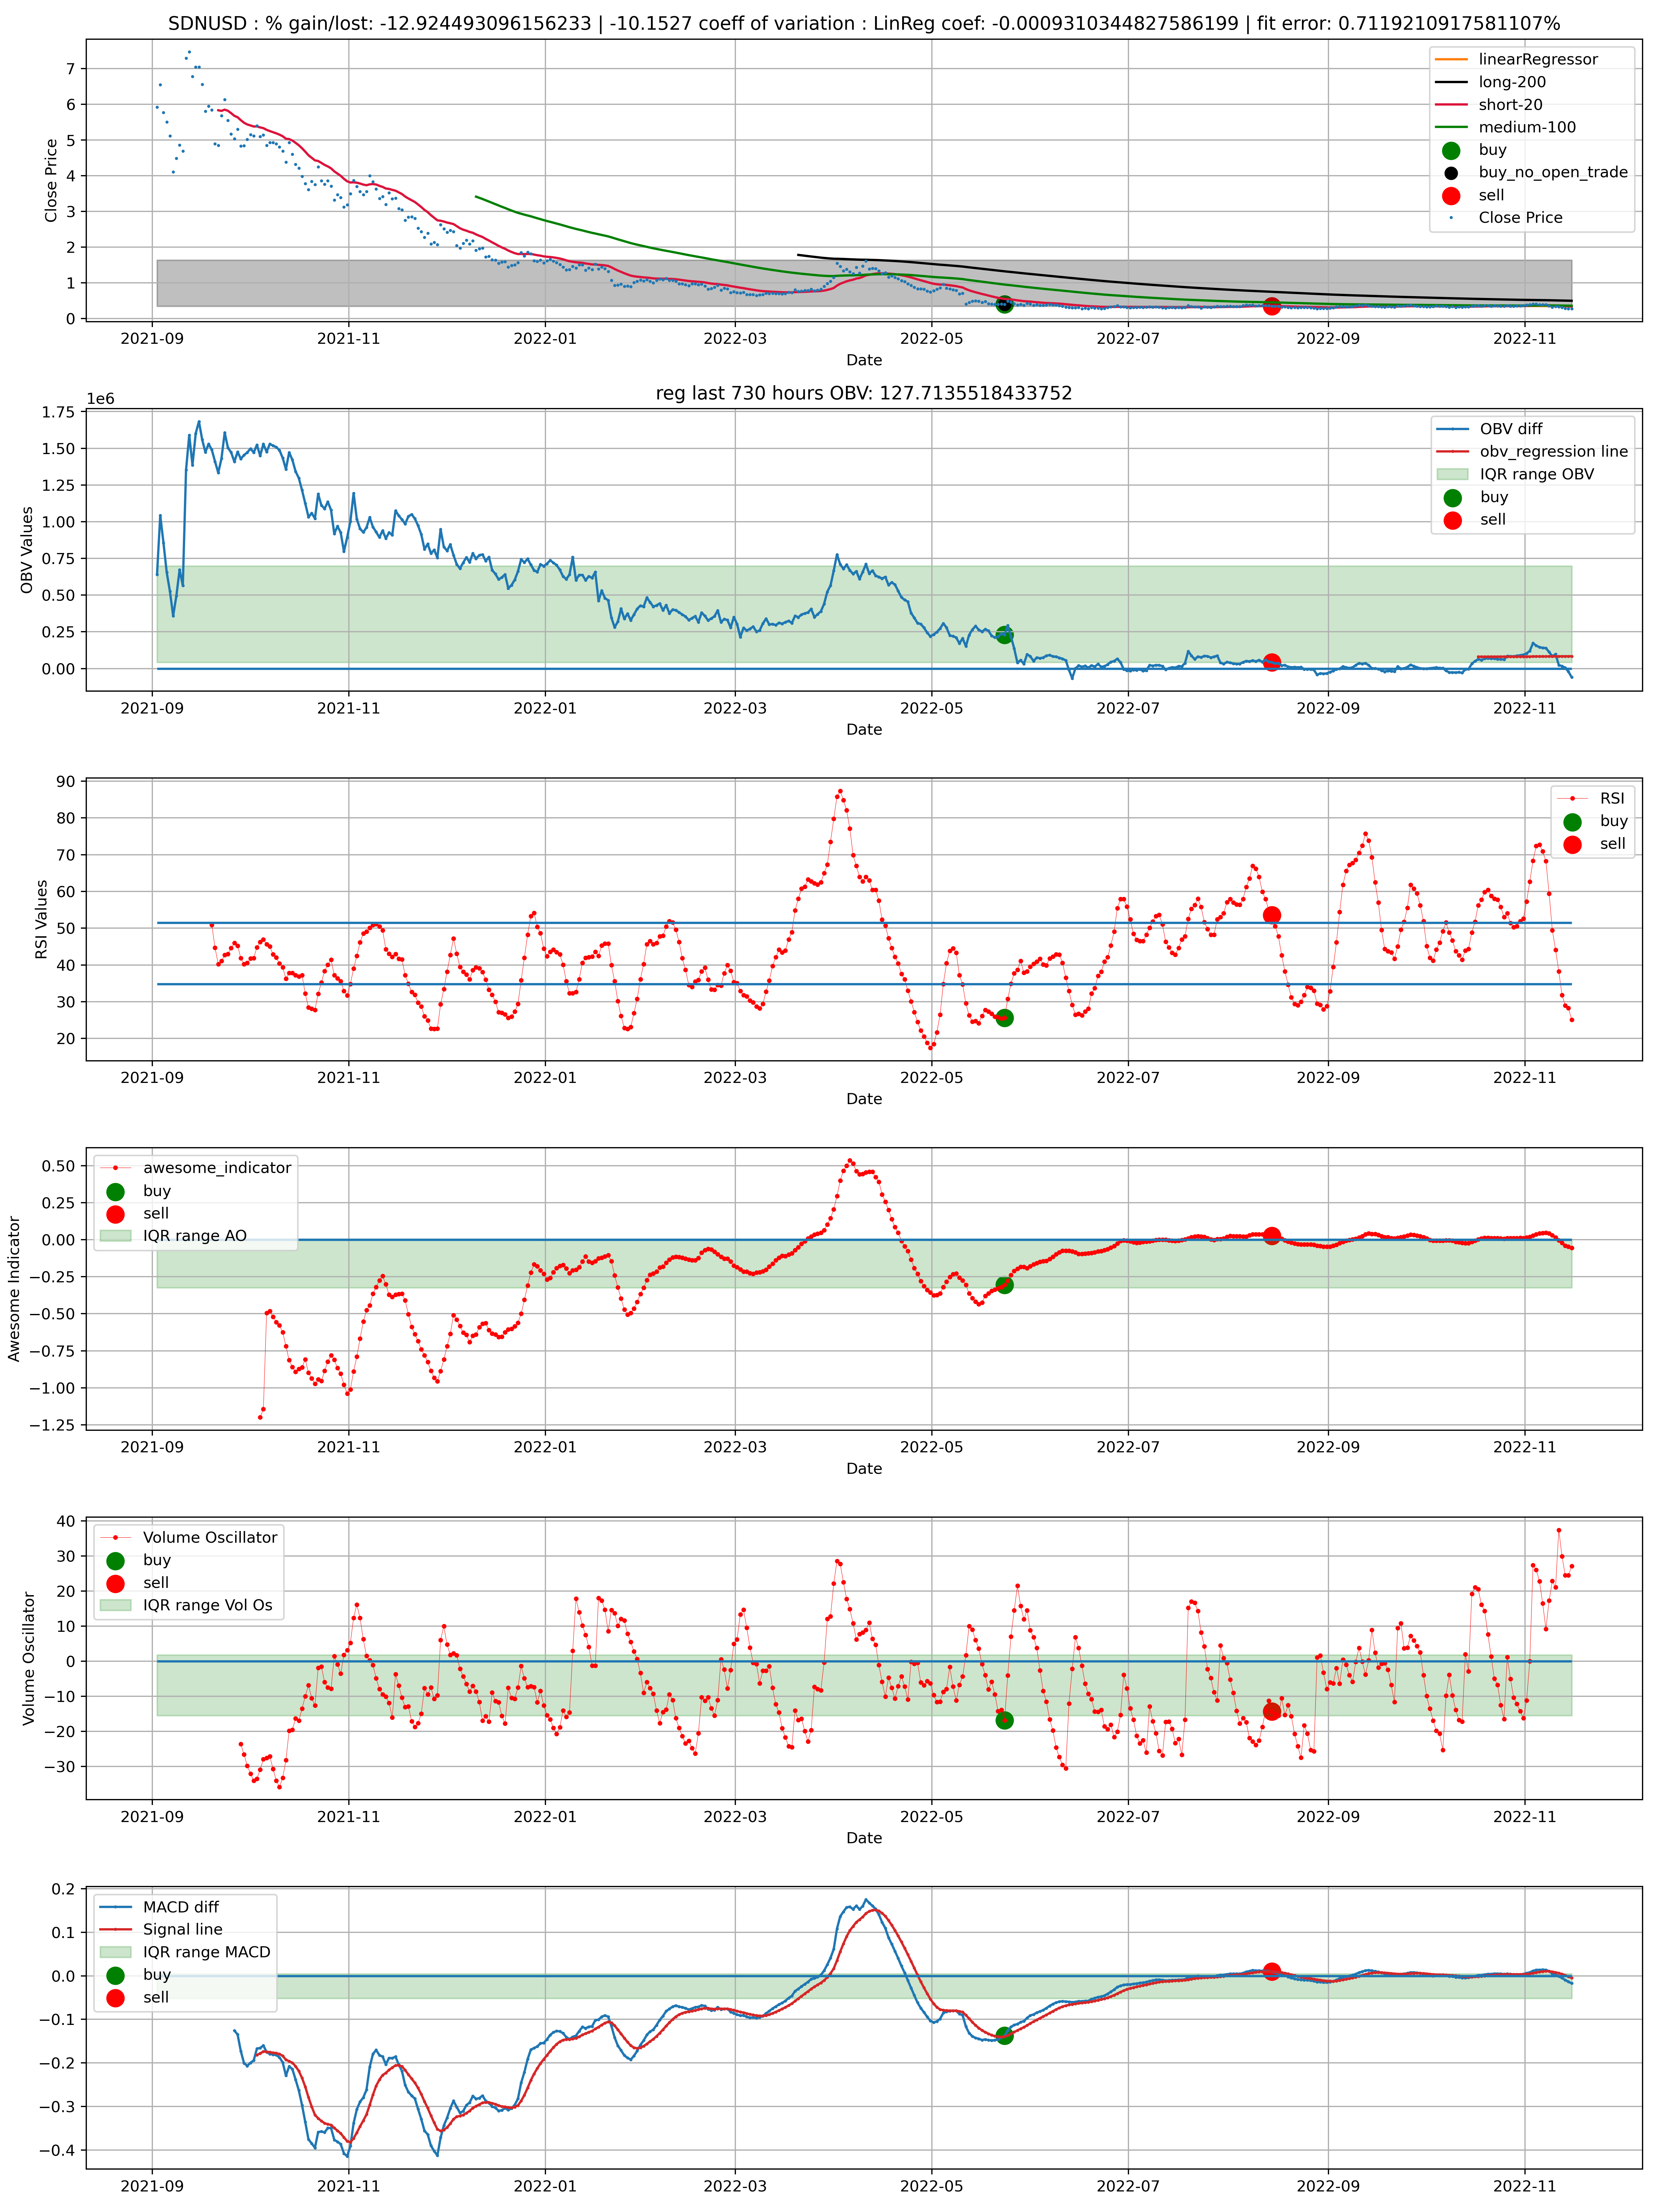 SDNUSD : % gain/lost: -12.924493096156233 | -10.1527 coeff of variation : LinReg coef: -0.0009310344827586199 | fit error: 0.7119210917581107%
7
6
5
4
3
2
1
0
Close Price
linearRegressor
long-200
short-20
medium-100
buy
buy_no_open_trade
sell
Close Price
2021-09 2021-11 2022-01 2022-03 2022-05 2022-07 2022-09 2022-11
Date
reg last 730 hours OBV: 127.7135518433752
1e6
1.75
1.50
1.25
1.00
0.75
0.50
0.25
0.00
OBV Values
OBV diff
obv_regression line
IQR range OBV
buy
sell
2021-09 2021-11 2022-01 2022-03 2022-05 2022-07 2022-09 2022-11
Date
90
80
70
60
50
40
30
20
RSI Values
RSI
buy
sell
2021-09 2021-11 2022-01 2022-03 2022-05 2022-07 2022-09 2022-11
Date
0.50
0.25
0.00
−0.25
−0.50
−0.75
−1.00
−1.25
Awesome Indicator
awesome_indicator
buy
sell
IQR range AO
2021-09 2021-11 2022-01 2022-03 2022-05 2022-07 2022-09 2022-11
Date
40
30
20
10
0
−10
−20
−30
Volume Oscillator
Volume Oscillator
buy
sell
IQR range Vol Os
2021-09 2021-11 2022-01 2022-03 2022-05 2022-07 2022-09 2022-11
Date
0.2
0.1
0.0
−0.1
−0.2
−0.3
−0.4
MACD diff
Signal line
IQR range MACD
buy
sell
2021-09 2021-11 2022-01 2022-03 2022-05 2022-07 2022-09 2022-11